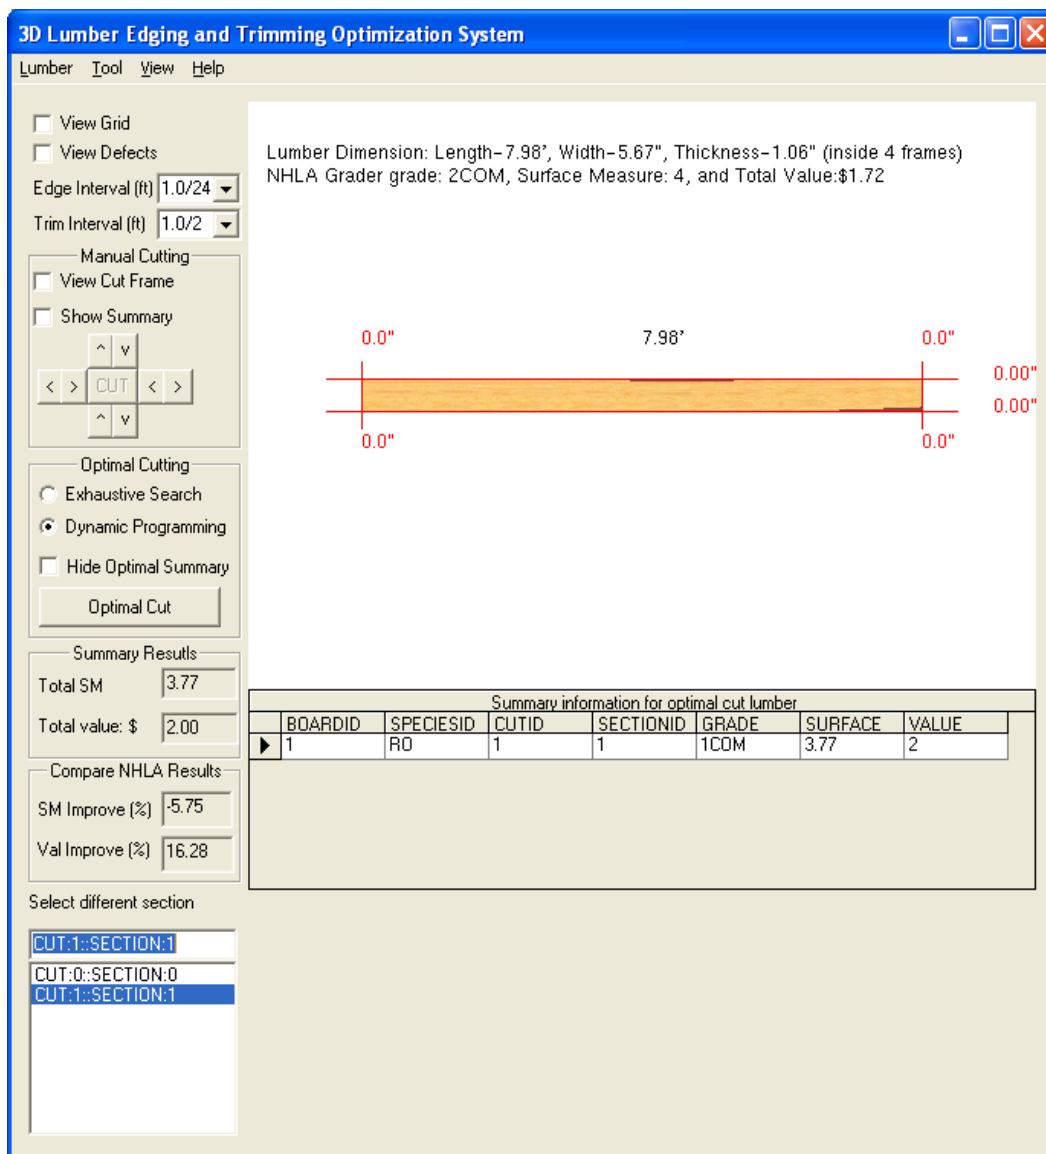 3D Lumber Edging and Trimming Optimization System
Lumber Tool View Help
View Grid
View Defects
Edge Interval (ft) 1.0/24
Trim Interval (ft) 1.0/2
Manual Cutting
View Cut Frame
Show Summary
^ v
< > CUT < >
^ v
Optimal Cutting
Exhaustive Search
Dynamic Programming
Hide Optimal Summary
Optimal Cut
Summary Resutls
Total SM 3.77
Total value: $ 2.00
Compare NHLA Results
SM Improve (%) -5.75
Val Improve (%) 16.28
Select different section
CUT:1::SECTION:1
CUT:0::SECTION:0
CUT:1::SECTION:1
Lumber Dimension: Length-7.98', Width-5.67", Thickness-1.06" (inside 4 frames)
NHLA Grader grade: 2COM, Surface Measure: 4, and Total Value:$1.72
0.0" 7.98' 0.0"
0.00"
0.00"
0.0" 0.0"
Summary information for optimal cut lumber
BOARDID SPECIESID CUTID SECTIONID GRADE SURFACE VALUE
1 RO 1 1 1COM 3.77 2